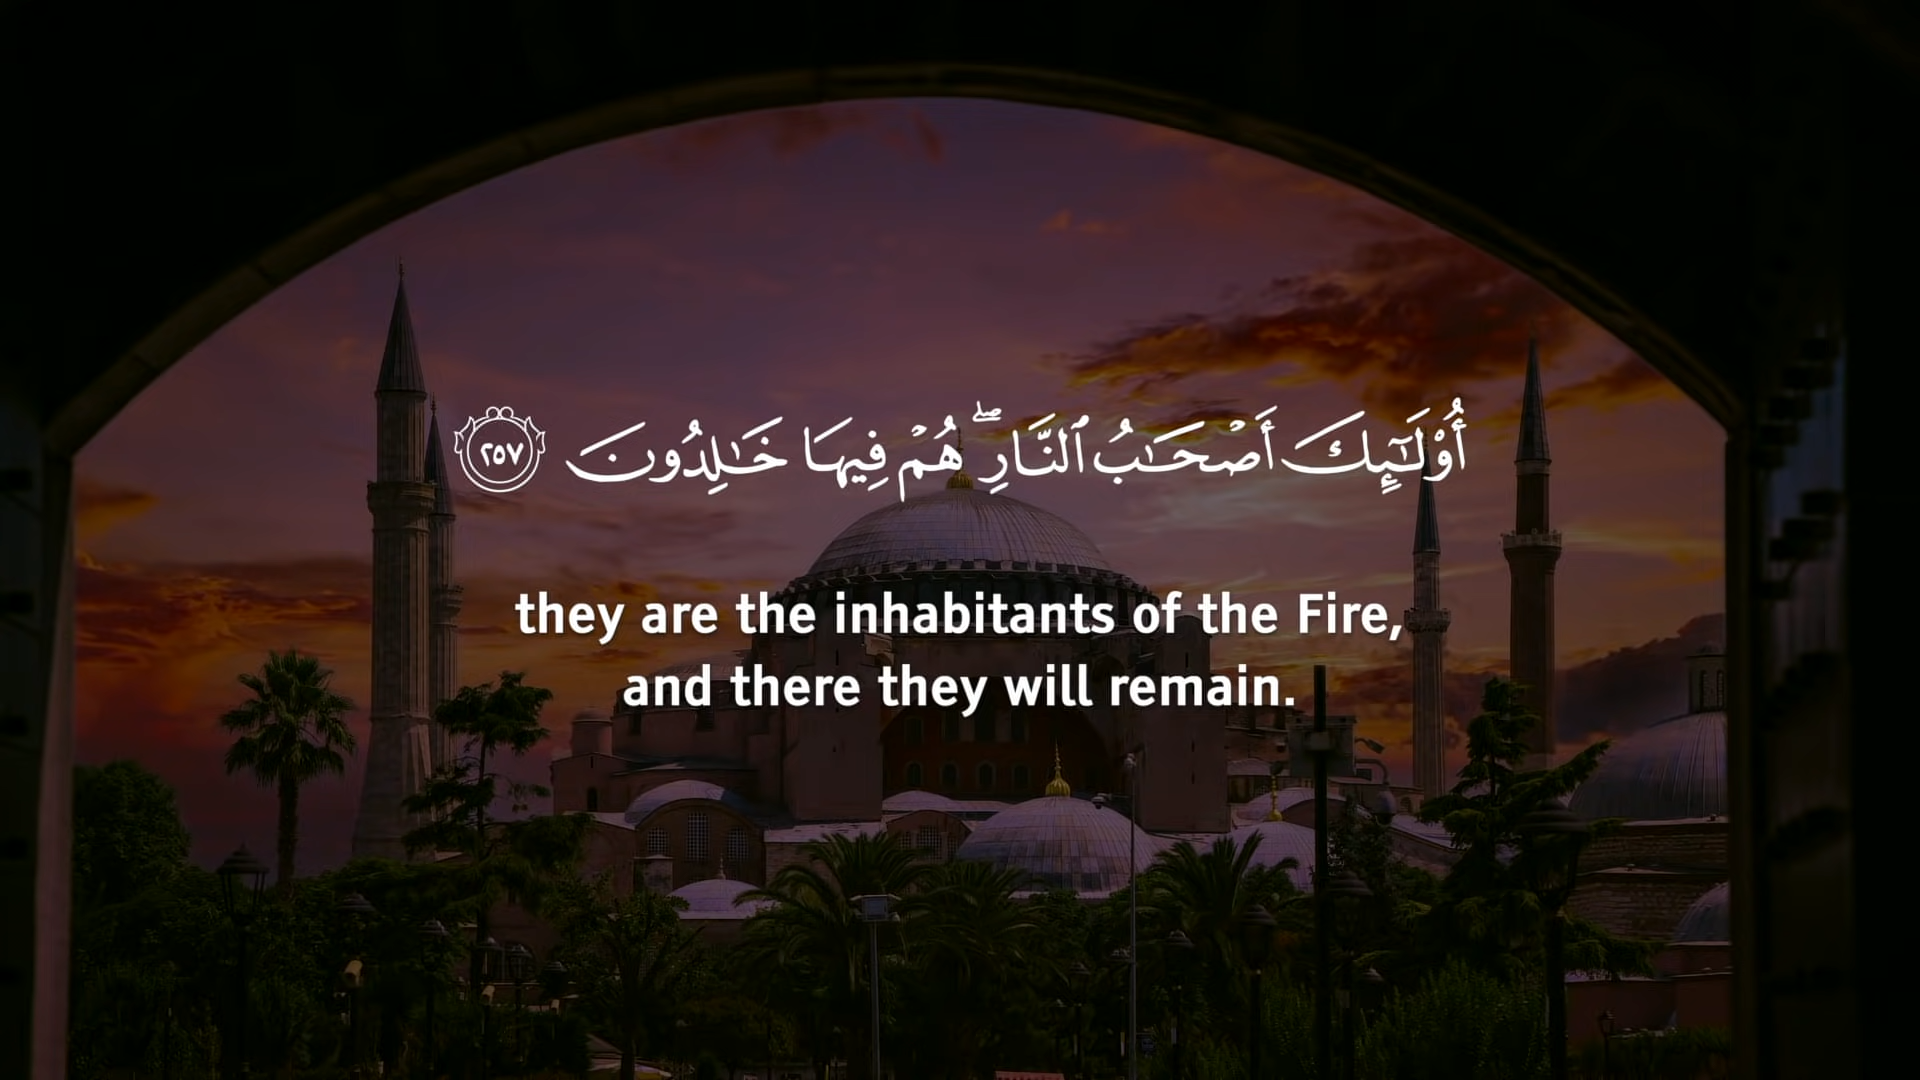 أُوْلَـٰٓئِكَ أَصْحَـٰبُ ٱلنَّارِ ۖ هُمْ فِيهَا خَـٰلِدُونَ ٢٥٧
they are the inhabitants of the Fire,
and there they will remain.